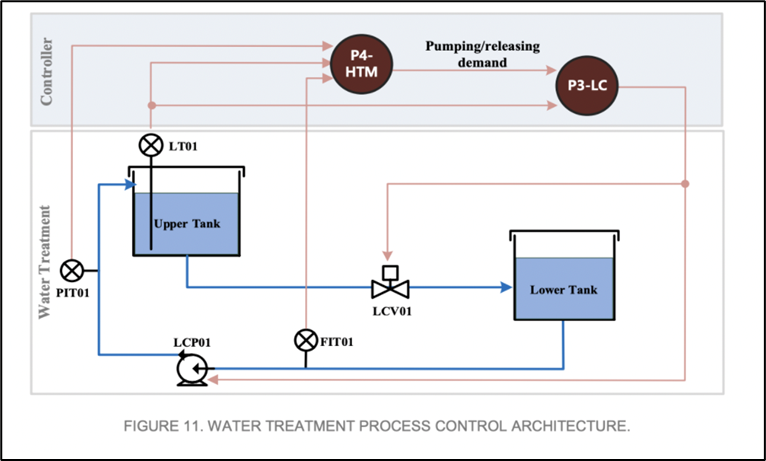 Controller
P4-
HTM
Pumping/releasing
demand
P3-LC
Water Treatment
LT01
Upper Tank
PIT01
LCV01
Lower Tank
LCP01
FIT01
FIGURE 11. WATER TREATMENT PROCESS CONTROL ARCHITECTURE.